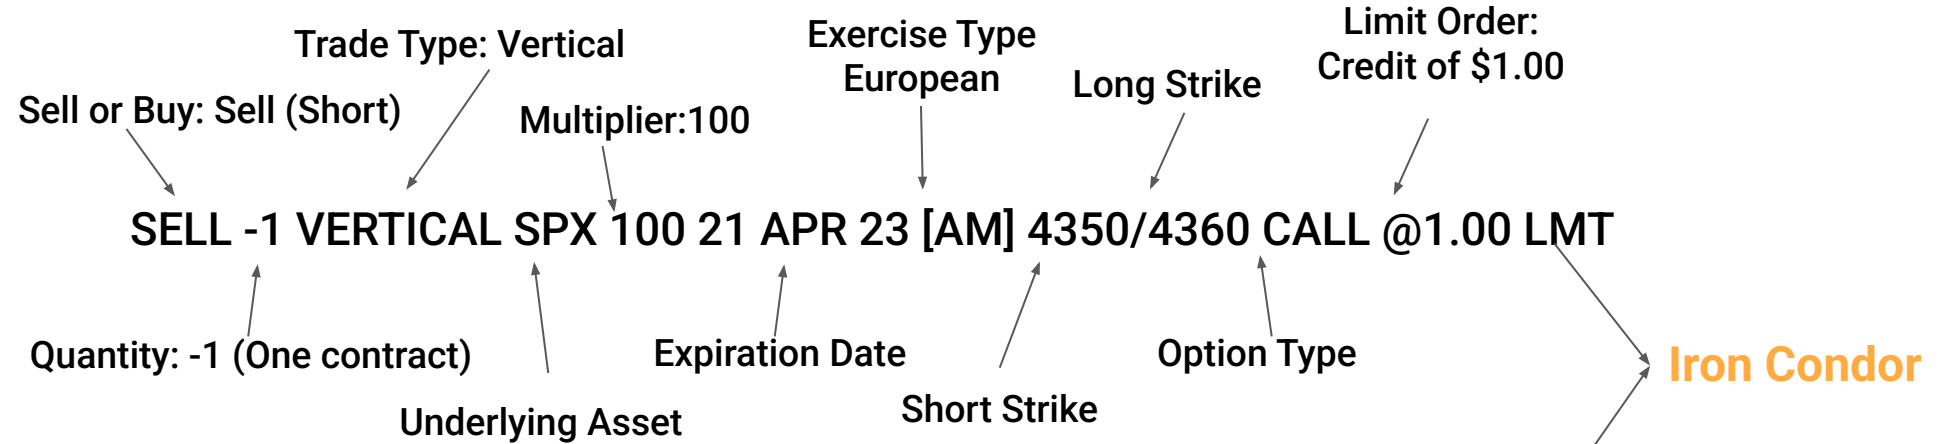 Limit Order:
Credit of $1.00
Exercise Type
European
Trade Type: Vertical
Long Strike
Sell or Buy: Sell (Short)
Multiplier:100
SELL -1 VERTICAL SPX 100 21 APR 23 [AM] 4350/4360 CALL @1.00 LMT
Quantity: -1 (One contract)
Expiration Date
Option Type
Iron Condor
Underlying Asset
Short Strike